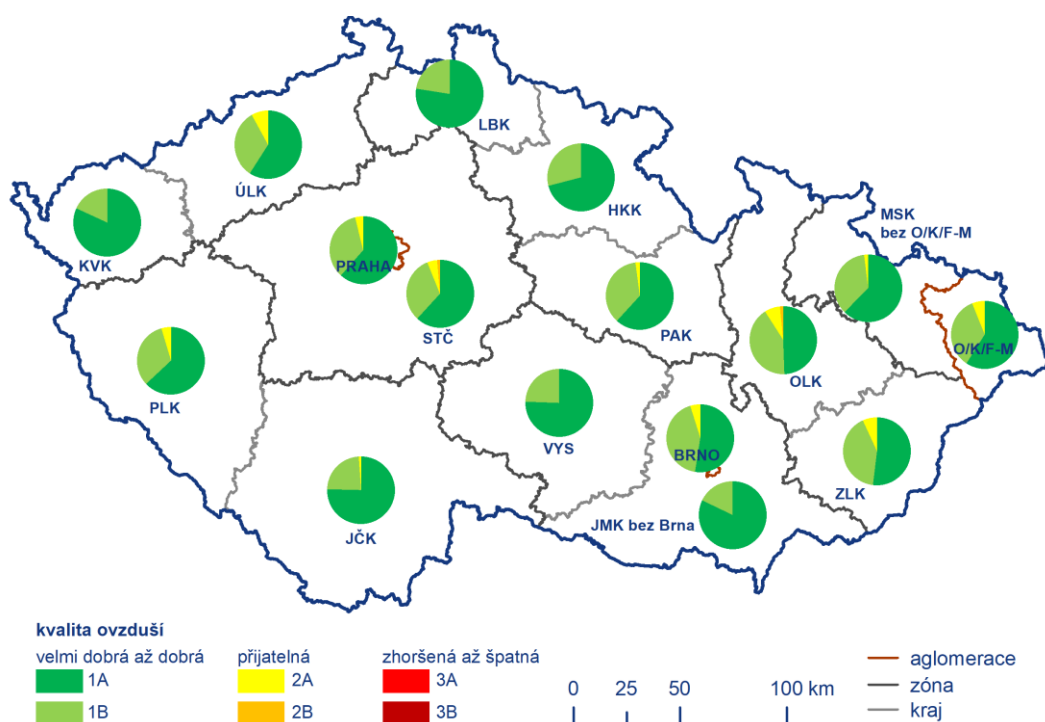 LBK
ÚLK
HKK
KVK
MSK
bez O/K/F-M
PRAHA
STČ
PAK
O/K/F-M
OLK
PLK
VYS
BRNO
ZLK
JČK
JMK bez Brna
kvalita ovzduší
velmi dobrá až dobrá
přijatelná
zhoršená až špatná
1A
2A
3A
1B
2B
3B
0 25 50 100 km
aglomerace
zóna
kraj